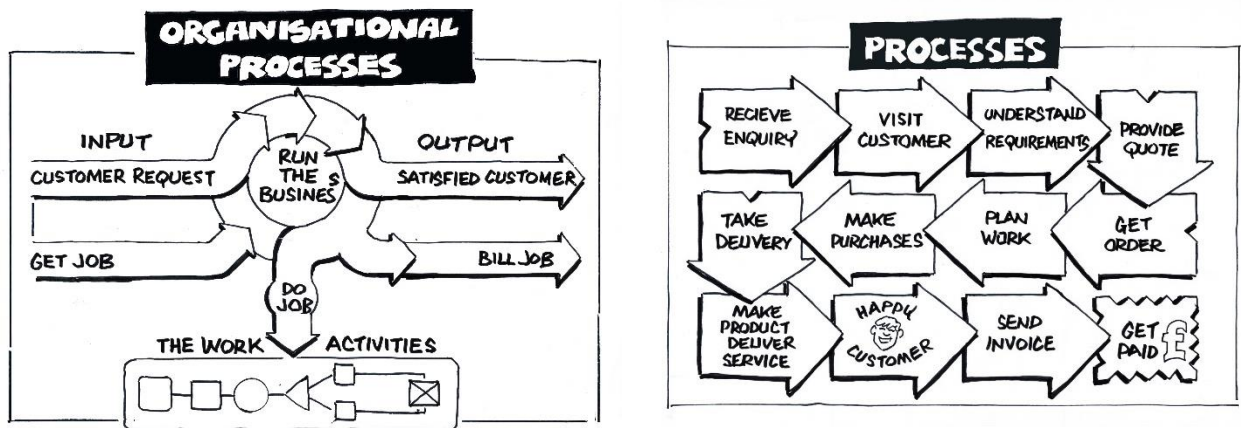 ORGANISATIONAL
PROCESSES
INPUT
OUTPUT
CUSTOMER REQUEST
RUN
THE
BUSINESS
SATISFIED CUSTOMER
GET JOB
BILL JOB
DO
JOB
THE WORK ACTIVITIES
PROCESSES
RECIEVE
ENQUIRY
VISIT
CUSTOMER
UNDERSTAND
REQUIREMENTS
PROVIDE
QUOTE
TAKE
DELIVERY
MAKE
PURCHASES
PLAN
WORK
GET
ORDER
MAKE
PRODUCT
DELIVER
SERVICE
HAPPY
CUSTOMER
SEND
INVOICE
GET
PAID £